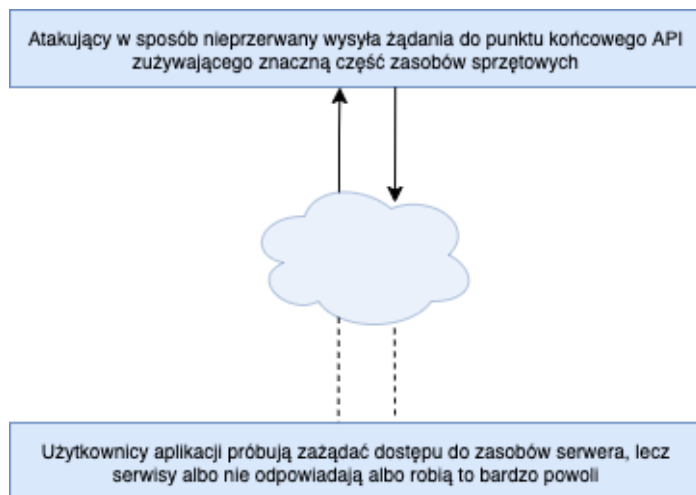 Atakujący w sposób nieprzerwany wysyła żądania do punktu końcowego API
zużywającego znaczną część zasobów sprzętowych
Użytkownicy aplikacji próbują zażądać dostępu do zasobów serwera, lecz
serwisy albo nie odpowiadają albo robią to bardzo powoli